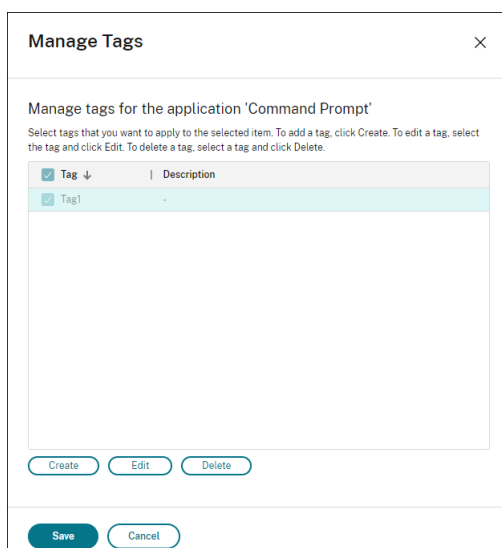 Manage Tags
Manage tags for the application 'Command Prompt'
Select tags that you want to apply to the selected item. To add a tag, click Create. To edit a tag, select
the tag and click Edit. To delete a tag, select a tag and click Delete.
Tag ↓ | Description
Tag1 -
Create Edit Delete
Save Cancel